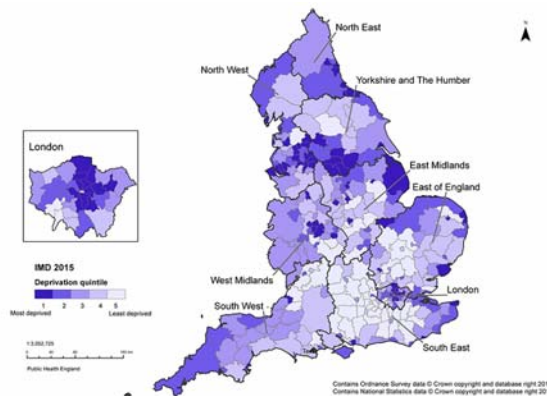 N
North East
North West
Yorkshire and The Humber
London
East Midlands
East of England
IMD 2015
Deprivation quintile
1 2 3 4 5
Most deprived Least deprived
West Midlands
London
South West
South East
Public Health England
Contains Ordnance Survey data © Crown copyright and database right 201
Contains National Statistics data © Crown copyright and database right 20